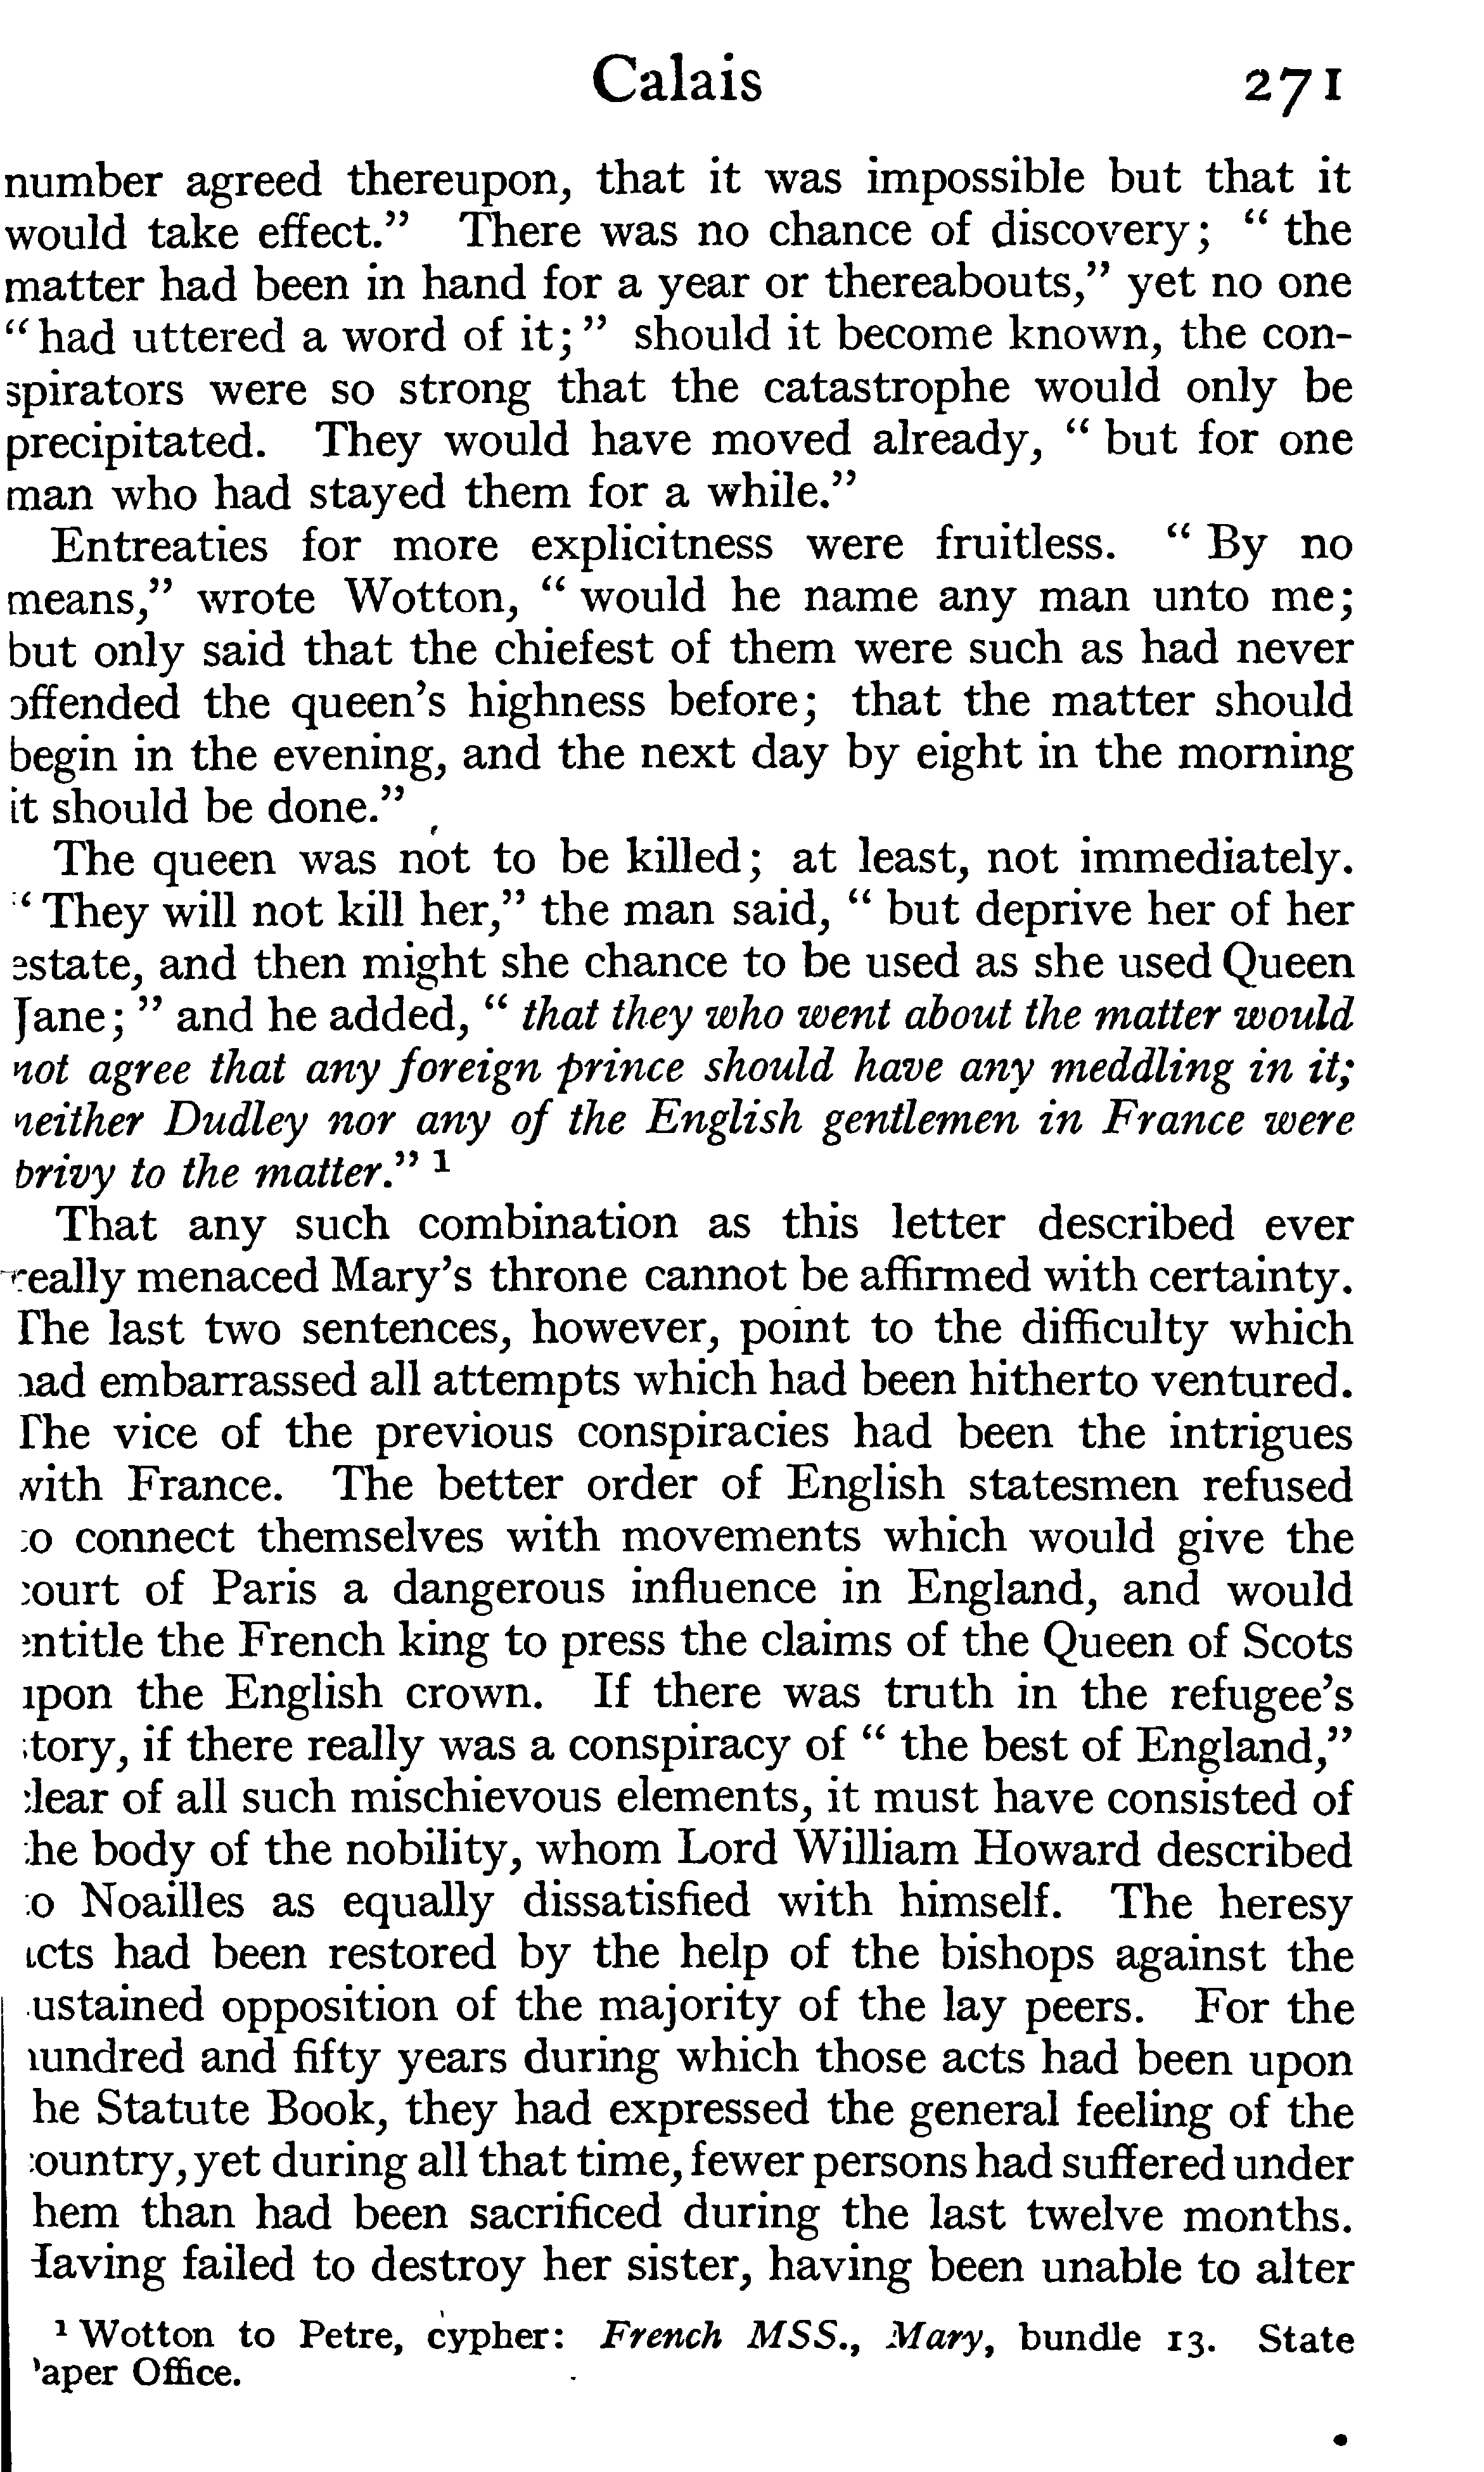 Calais 271
number agreed thereupon, that it was impossible but that it
would take effect.” There was no chance of discovery; “ the
matter had been in hand for a year or thereabouts,” yet no one
“ had uttered a word of it; ” should it become known, the con-
spirators were so strong that the catastrophe would only be
precipitated. They would have moved already, “ but for one
man who had stayed them for a while.”
Entreaties for more explicitness were fruitless. “ By no
means,” wrote Wotton, “ would he name any man unto me;
but only said that the chiefest of them were such as had never
offended the queen’s highness before; that the matter should
begin in the evening, and the next day by eight in the morning
it should be done.”
The queen was not to be killed; at least, not immediately.
“ They will not kill her,” the man said, “ but deprive her of her
estate, and then might she chance to be used as she used Queen
Jane; ” and he added, “ that they who went about the matter would
not agree that any foreign prince should have any meddling in it;
neither Dudley nor any of the English gentlemen in France were
privy to the matter.” 1
That any such combination as this letter described ever
really menaced Mary’s throne cannot be affirmed with certainty.
The last two sentences, however, point to the difficulty which
had embarrassed all attempts which had been hitherto ventured.
The vice of the previous conspiracies had been the intrigues
with France. The better order of English statesmen refused
to connect themselves with movements which would give the
court of Paris a dangerous influence in England, and would
entitle the French king to press the claims of the Queen of Scots
upon the English crown. If there was truth in the refugee’s
story, if there really was a conspiracy of “ the best of England,”
clear of all such mischievous elements, it must have consisted of
the body of the nobility, whom Lord William Howard described
to Noailles as equally dissatisfied with himself. The heresy
acts had been restored by the help of the bishops against the
sustained opposition of the majority of the lay peers. For the
hundred and fifty years during which those acts had been upon
the Statute Book, they had expressed the general feeling of the
country, yet during all that time, fewer persons had suffered under
them than had been sacrificed during the last twelve months.
Having failed to destroy her sister, having been unable to alter
1 Wotton to Petre, cypher: French MSS., Mary, bundle 13. State
Paper Office.